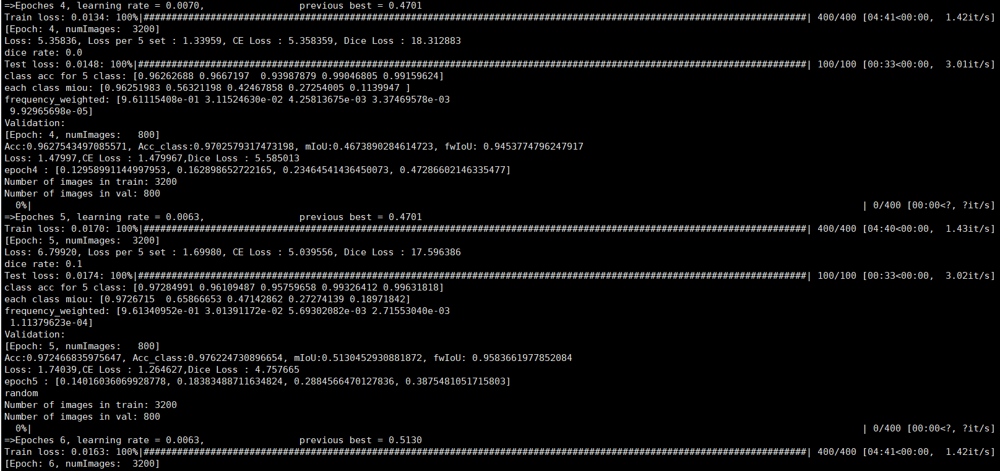 =>Epoches 4, learning rate = 0.0070,                 previous best = 0.4701
Train loss: 0.0134: 100%|#######################################################################################################################| 400/400 [04:41<00:00,  1.42it/s]
[Epoch: 4, numImages:  3200]
Loss: 5.35836, Loss per 5 set : 1.33959, CE Loss : 5.358359, Dice Loss : 18.312883
dice rate: 0.0
Test loss: 0.0148: 100%|########################################################################################################################| 100/100 [00:33<00:00,  3.01it/s]
class acc for 5 class: [0.96262688 0.9667197  0.93987879 0.99046805 0.99159624]
each class miou: [0.96251983 0.56321198 0.42467858 0.27254005 0.1139947 ]
frequency_weighted: [9.61115408e-01 3.11524630e-02 4.25813675e-03 3.37469578e-03
 9.92965698e-05]
Validation:
[Epoch: 4, numImages:   800]
Acc:0.9627543497085571, Acc_class:0.9702579317473198, mIoU:0.4673890284614723, fwIoU: 0.9453774796247917
Loss: 1.47997,CE Loss : 1.479967,Dice Loss : 5.585013
epoch4 : [0.12958991144997953, 0.162898652722165, 0.23464541436450073, 0.47286602146335477]
Number of images in train: 3200
Number of images in val: 800
  0%|                                                                                                                                                     | 0/400 [00:00<?, ?it/s]
=>Epoches 5, learning rate = 0.0063,                 previous best = 0.4701
Train loss: 0.0170: 100%|#######################################################################################################################| 400/400 [04:40<00:00,  1.43it/s]
[Epoch: 5, numImages:  3200]
Loss: 6.79920, Loss per 5 set : 1.69980, CE Loss : 5.039556, Dice Loss : 17.596386
dice rate: 0.1
Test loss: 0.0174: 100%|########################################################################################################################| 100/100 [00:33<00:00,  3.02it/s]
class acc for 5 class: [0.97284991 0.96109487 0.95759658 0.99326412 0.99631818]
each class miou: [0.9726715  0.65866653 0.47142862 0.27274139 0.18971842]
frequency_weighted: [9.61340952e-01 3.01391172e-02 5.69302082e-03 2.71553040e-03
 1.11379623e-04]
Validation:
[Epoch: 5, numImages:   800]
Acc:0.972466835975647, Acc_class:0.976224730896654, mIoU:0.5130452930881872, fwIoU: 0.9583661977852084
Loss: 1.74039,CE Loss : 1.264627,Dice Loss : 4.757665
epoch5 : [0.14016036069928778, 0.18383488711634824, 0.2884566470127836, 0.3875481051715803]
random
Number of images in train: 3200
Number of images in val: 800
  0%|                                                                                                                                                     | 0/400 [00:00<?, ?it/s]
=>Epoches 6, learning rate = 0.0063,                 previous best = 0.5130
Train loss: 0.0163: 100%|#######################################################################################################################| 400/400 [04:41<00:00,  1.42it/s]
[Epoch: 6, numImages:  3200]